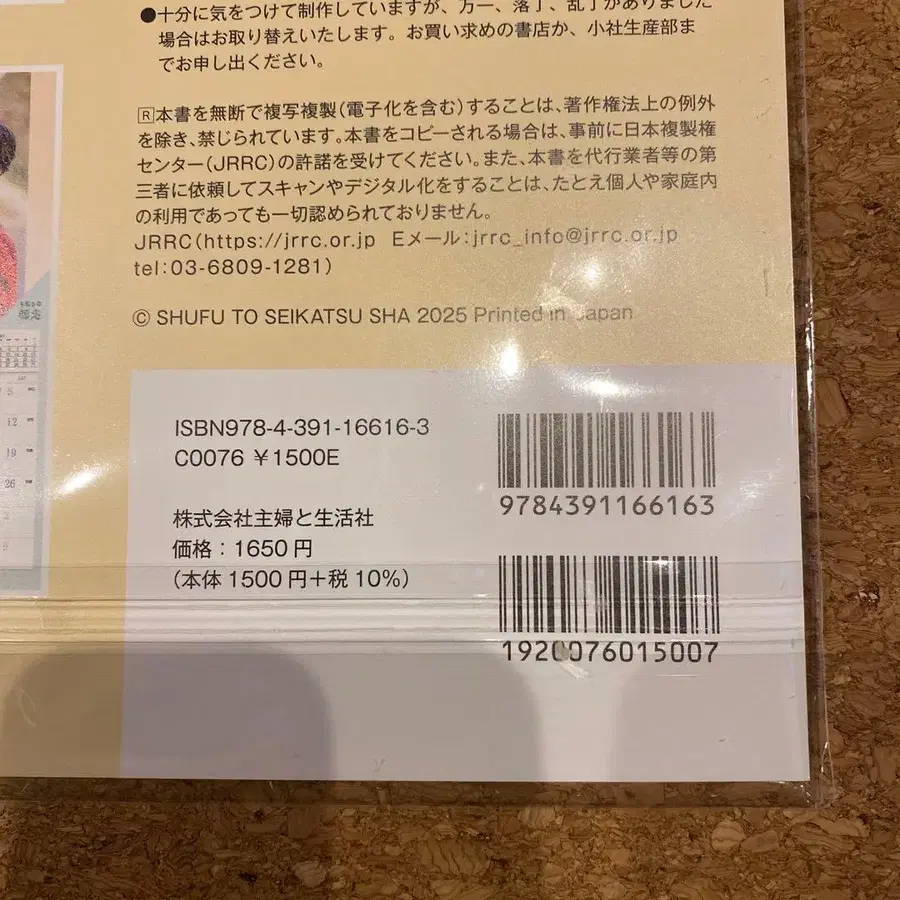 ●十分に気をつけて制作していますが、万一、落丁、乱丁がありました
場合はお取り替えいたします。お買い求めの書店か、小社生産部ま
でお申し出ください。
Ⓡ本書を無断で複写複製(電子化を含む)することは、著作権法上の例外
を除き、禁じられています。本書をコピーされる場合は、事前に日本複製権
センター(JRRC)の許諾を受けてください。また、本書を代行業者等の第
三者に依頼してスキャンやデジタル化をすることは、たとえ個人や家庭内
の利用であっても一切認められておりません。
JRRC(https://jrrc.or.jp Eメール:jrrc_info@jrrc.or.jp
tel:03-6809-1281)
© SHUFU TO SEIKATSU SHA 2025 Printed in Japan
ISBN978-4-391-16616-3
C0076 ¥1500E
株式会社主婦と生活社
価格:1650円
(本体1500円+税10%)
9784391166163
1920076015007
5
12
19
26
2